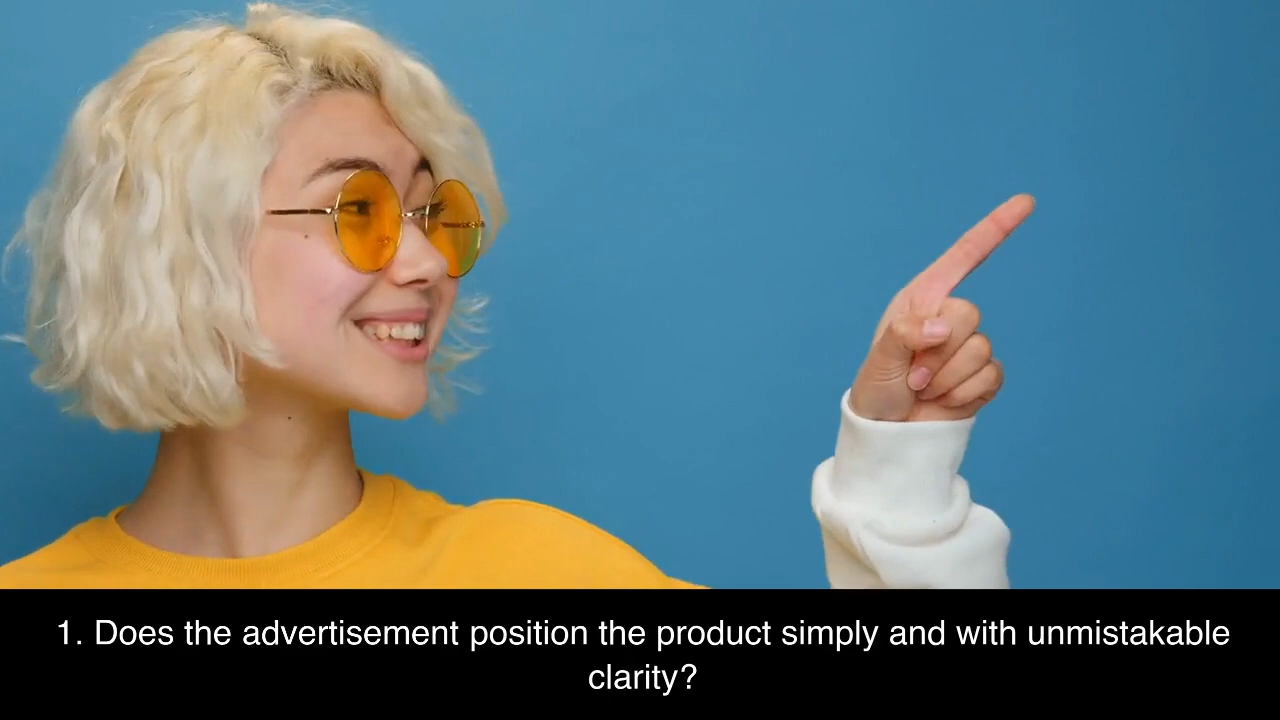 1. Does the advertisement position the product simply and with unmistakable
clarity?